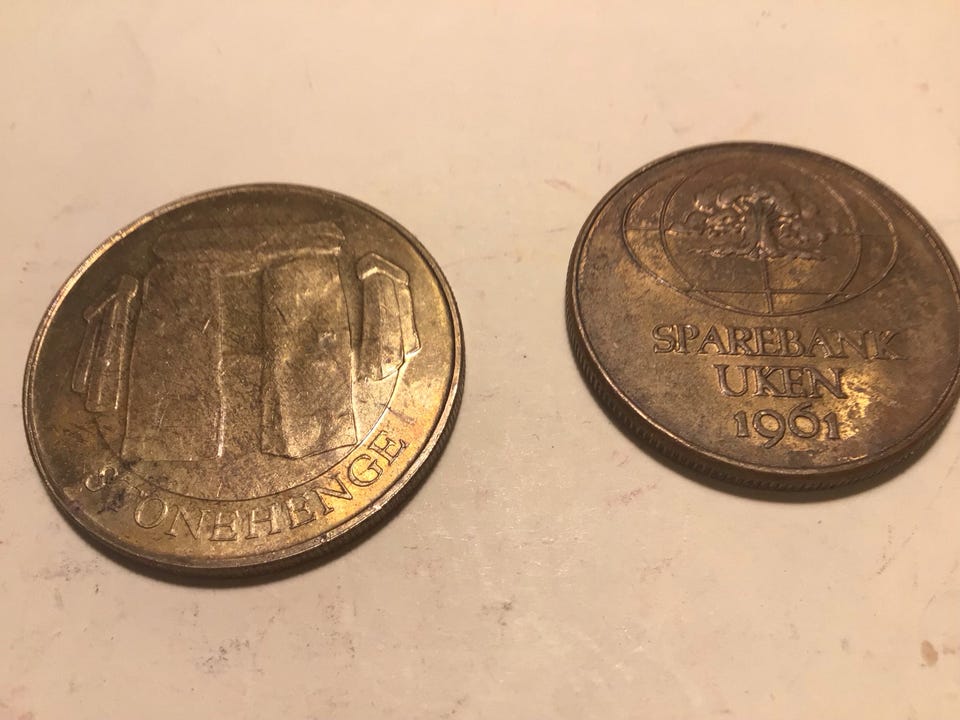 STONEHENGE
SPAREBANK
UKEN
1961